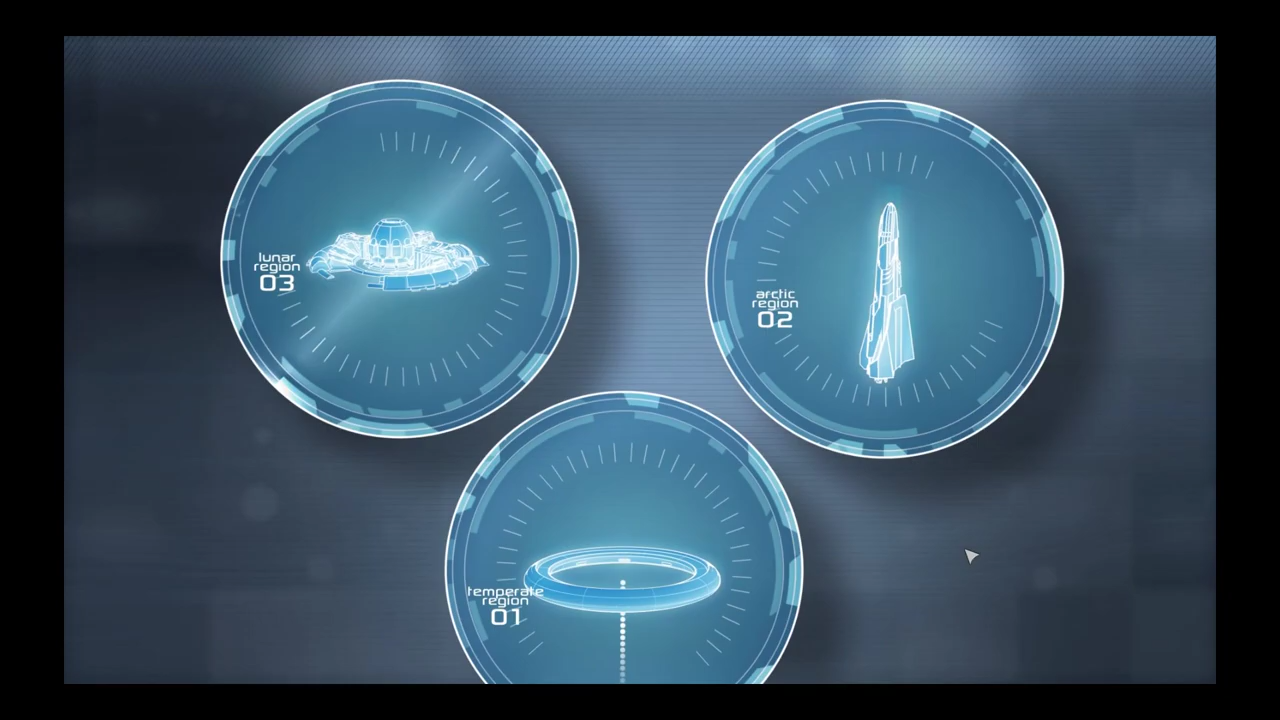 lunar
region
03
arctic
region
02
temperate
region
01